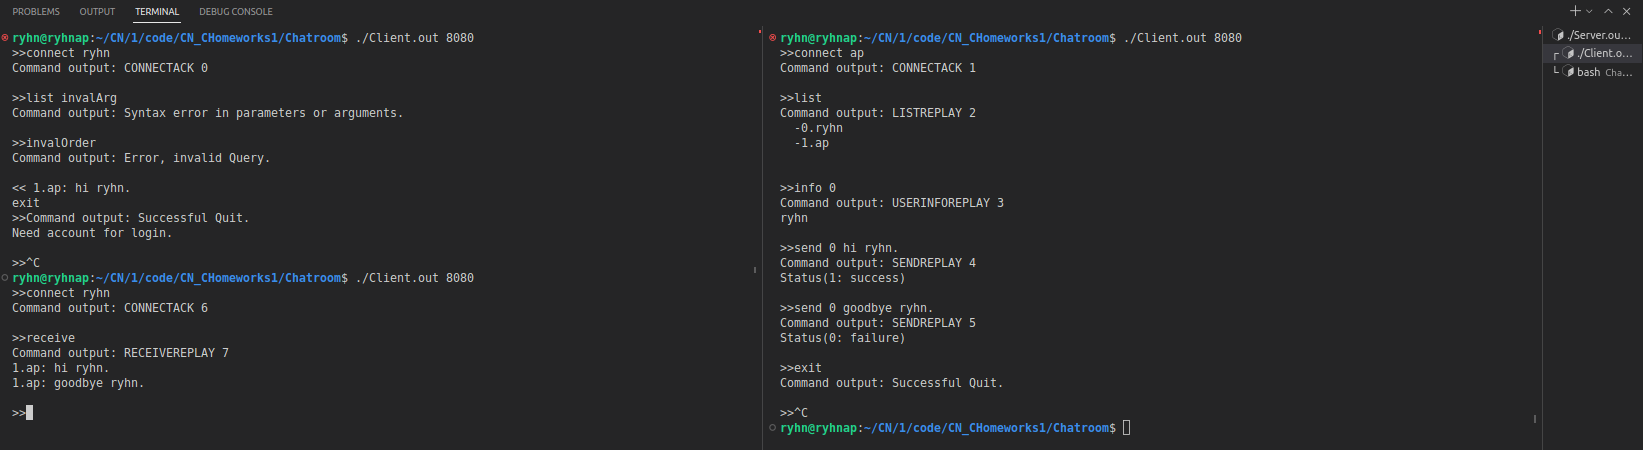 PROBLEMS OUTPUT TERMINAL DEBUG CONSOLE
ryhn@ryhnap:~/CN/1/code/CN_CHomeworks1/Chatroom$ ./Client.out 8080
>>connect ryhn
Command output: CONNECTACK 0
>>list invalArg
Command output: Syntax error in parameters or arguments.
>>invalOrder
Command output: Error, invalid Query.
<< 1.ap: hi ryhn.
exit
>>Command output: Successful Quit.
Need account for login.
>>^C
ryhn@ryhnap:~/CN/1/code/CN_CHomeworks1/Chatroom$ ./Client.out 8080
>>connect ryhn
Command output: CONNECTACK 6
>>receive
Command output: RECEIVEREPLAY 7
1.ap: hi ryhn.
1.ap: goodbye ryhn.
>>
ryhn@ryhnap:~/CN/1/code/CN_CHomeworks1/Chatroom$ ./Client.out 8080
>>connect ap
Command output: CONNECTACK 1
>>list
Command output: LISTREPLAY 2
-0.ryhn
-1.ap
>>info 0
Command output: USERINFOREPLAY 3
ryhn
>>send 0 hi ryhn.
Command output: SENDREPLAY 4
Status(1: success)
>>send 0 goodbye ryhn.
Command output: SENDREPLAY 5
Status(0: failure)
>>exit
Command output: Successful Quit.
>>^C
ryhn@ryhnap:~/CN/1/code/CN_CHomeworks1/Chatroom$
./Server.ou...
./Client.o...
bash Cha...